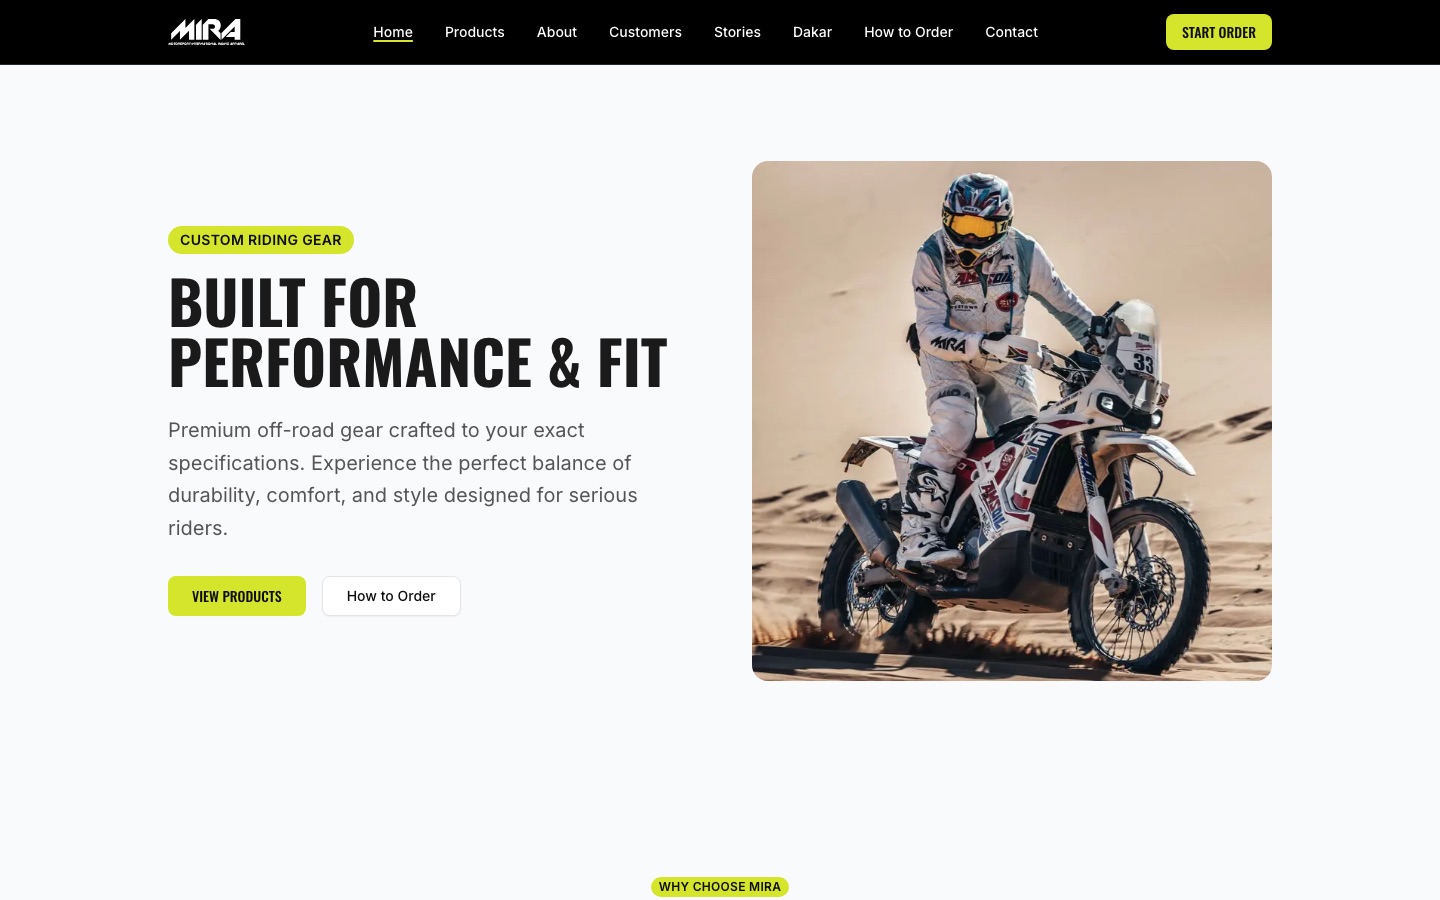 MIRA
Home
Products
About
Customers
Stories
Dakar
How to Order
Contact
START ORDER
CUSTOM RIDING GEAR
BUILT FOR
PERFORMANCE & FIT
Premium off-road gear crafted to your exact
specifications. Experience the perfect balance of
durability, comfort, and style designed for serious
riders.
VIEW PRODUCTS
How to Order
AMSOIL
MIRA
33
AMSOIL
WHY CHOOSE MIRA